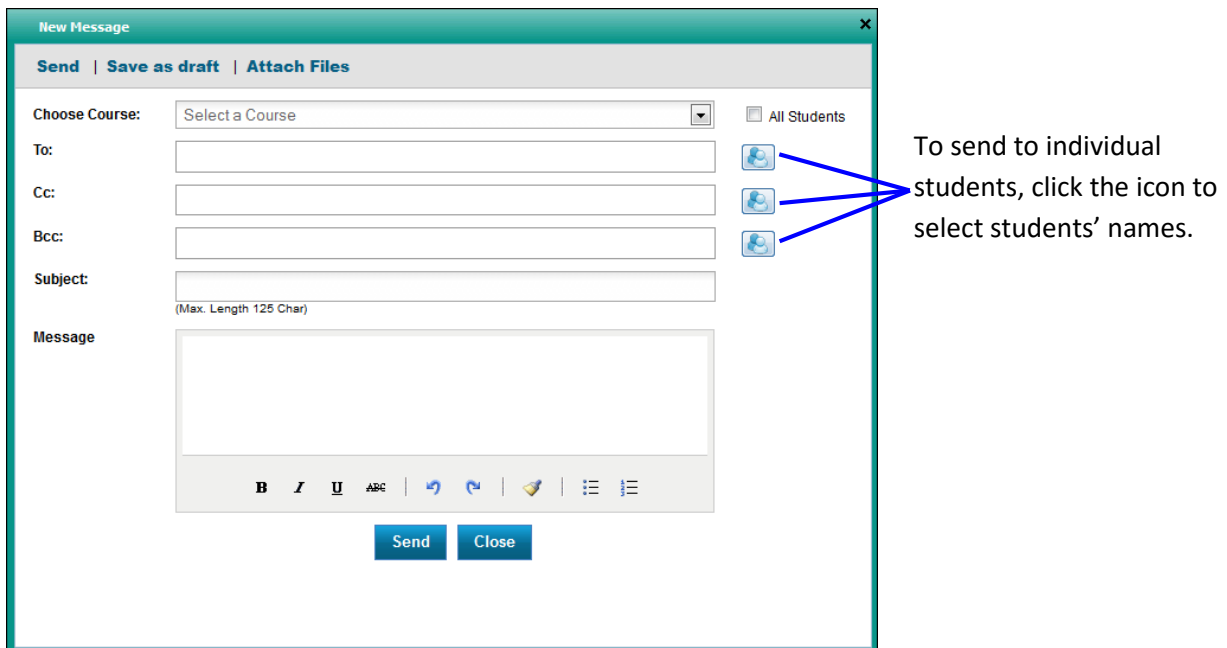 New Message
Send | Save as draft | Attach Files
Choose Course:
Select a Course
All Students
To:
Cc:
Bcc:
Subject:
(Max. Length 125 Char)
Message
B I U ABC
Send
Close
To send to individual
students, click the icon to
select students’ names.